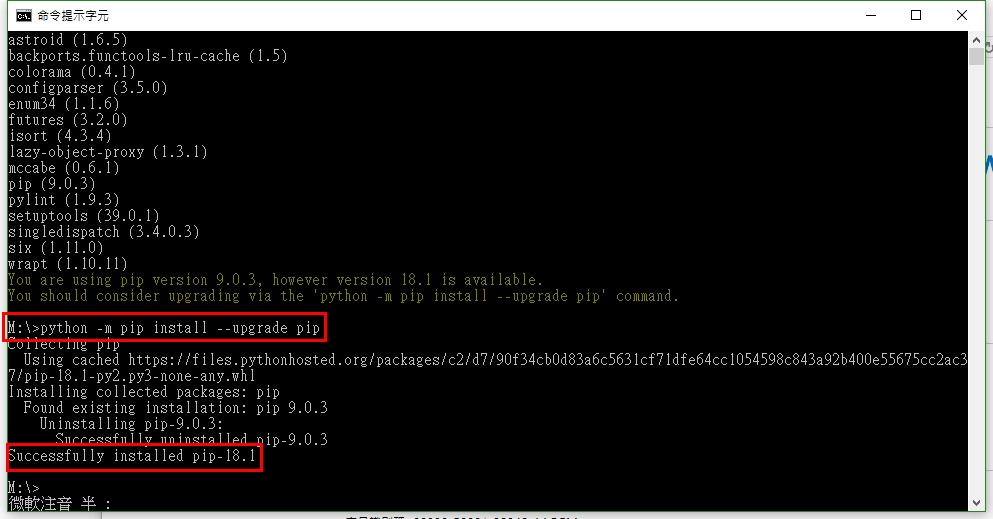 命令提示字元
astroid (1.6.5)
backports.functools-lru-cache (1.5)
colorama (0.4.1)
configparser (3.5.0)
enum34 (1.1.6)
futures (3.2.0)
isort (4.3.4)
lazy-object-proxy (1.3.1)
mccabe (0.6.1)
pip (9.0.3)
pylint (1.9.3)
setuptools (39.0.1)
singledispatch (3.4.0.3)
six (1.11.0)
wrapt (1.10.11)
You are using pip version 9.0.3, however version 18.1 is available.
You should consider upgrading via the 'python -m pip install --upgrade pip' command.
M:\>python -m pip install --upgrade pip
Collecting pip
Using cached https://files.pythonhosted.org/packages/c2/d7/90f34cb0d83a6c5631cf71dfe64cc1054598c843a92b400e55675cc2ac3
7/pip-18.1-py2.py3-none-any.whl
Installing collected packages: pip
Found existing installation: pip 9.0.3
Uninstalling pip-9.0.3:
Successfully uninstalled pip-9.0.3
Successfully installed pip-18.1
M:\>
微軟注音 半 :